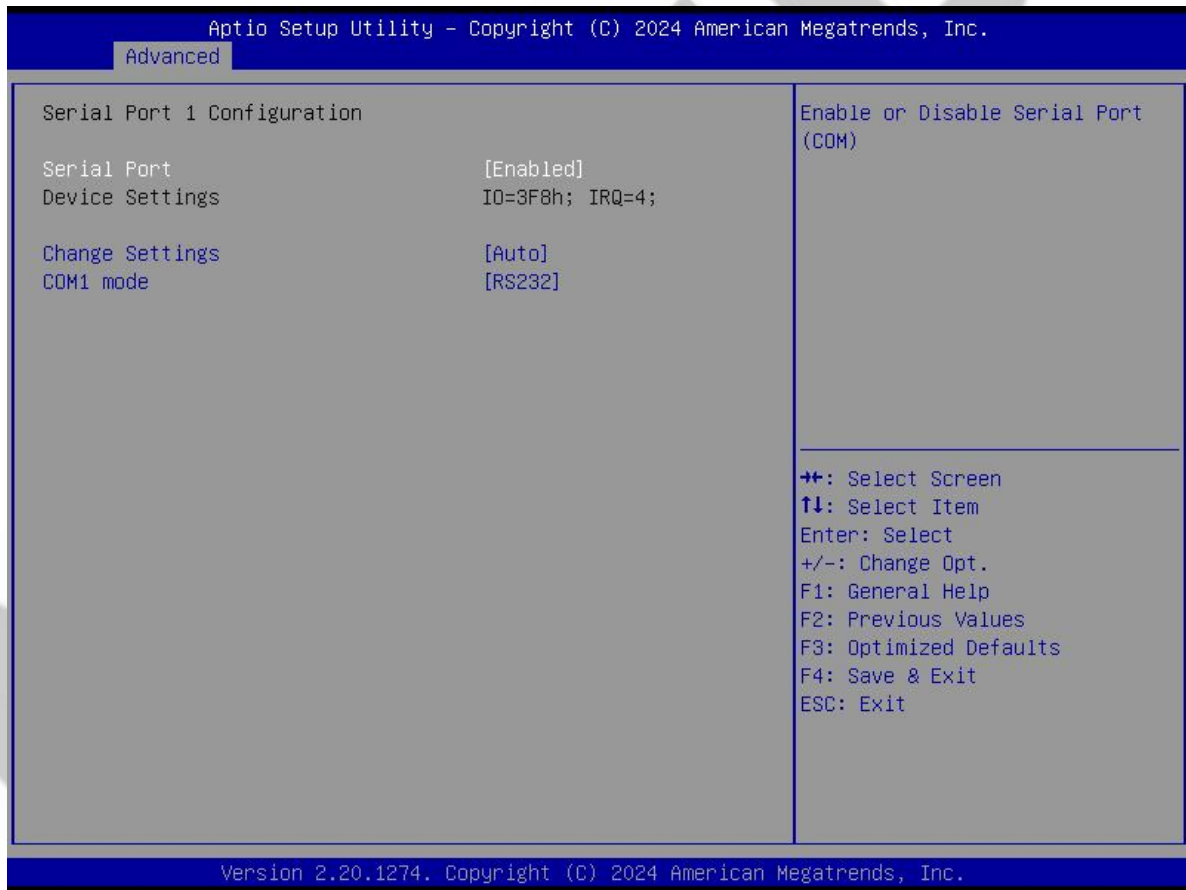 Aptio Setup Utility – Copyright (C) 2024 American Megatrends, Inc.
Advanced
Serial Port 1 Configuration
Serial Port [Enabled]
Device Settings IO=3F8h; IRQ=4;
Change Settings [Auto]
COM1 mode [RS232]
Enable or Disable Serial Port
(COM)
→←: Select Screen
↑↓: Select Item
Enter: Select
+/-: Change Opt.
F1: General Help
F2: Previous Values
F3: Optimized Defaults
F4: Save & Exit
ESC: Exit
Version 2.20.1274. Copyright (C) 2024 American Megatrends, Inc.